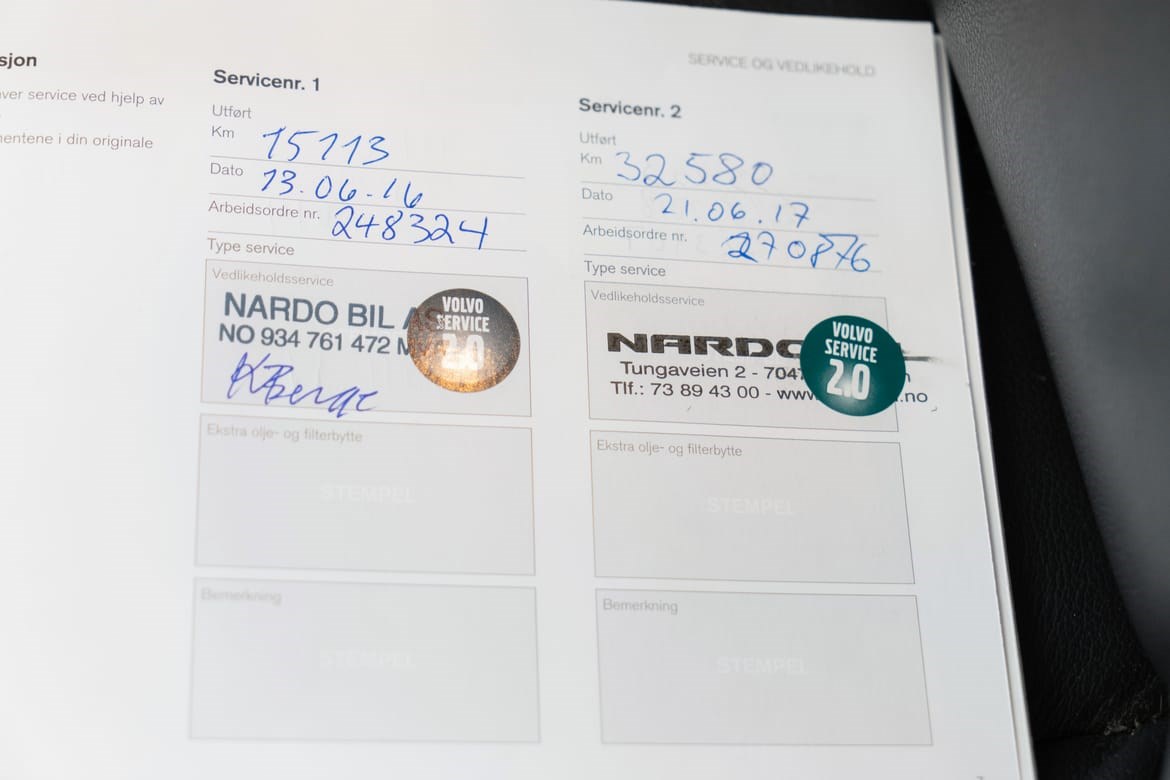 SERVICE OG VEDLIKEHOLD
sjon
ver service ved hjelp av
mentene i din originale
Servicenr. 1
Utført
Km 15113
Dato 13.06.16
Arbeidsordre nr. 248324
Type service
Vedlikeholdsservice
NARDO BIL AS
NO 934 761 472 M
VOLVO
SERVICE
2.0
KBerge
Ekstra olje- og filterbytte
STEMPEL
Bemerkning
STEMPEL
Servicenr. 2
Utført
Km 32580
Dato 21.06.17
Arbeidsordre nr. 270876
Type service
Vedlikeholdsservice
NARDO
Tungaveien 2 - 704
Tlf.: 73 89 43 00 - www.
.no
VOLVO
SERVICE
2.0
Ekstra olje- og filterbytte
STEMPEL
Bemerkning
STEMPEL